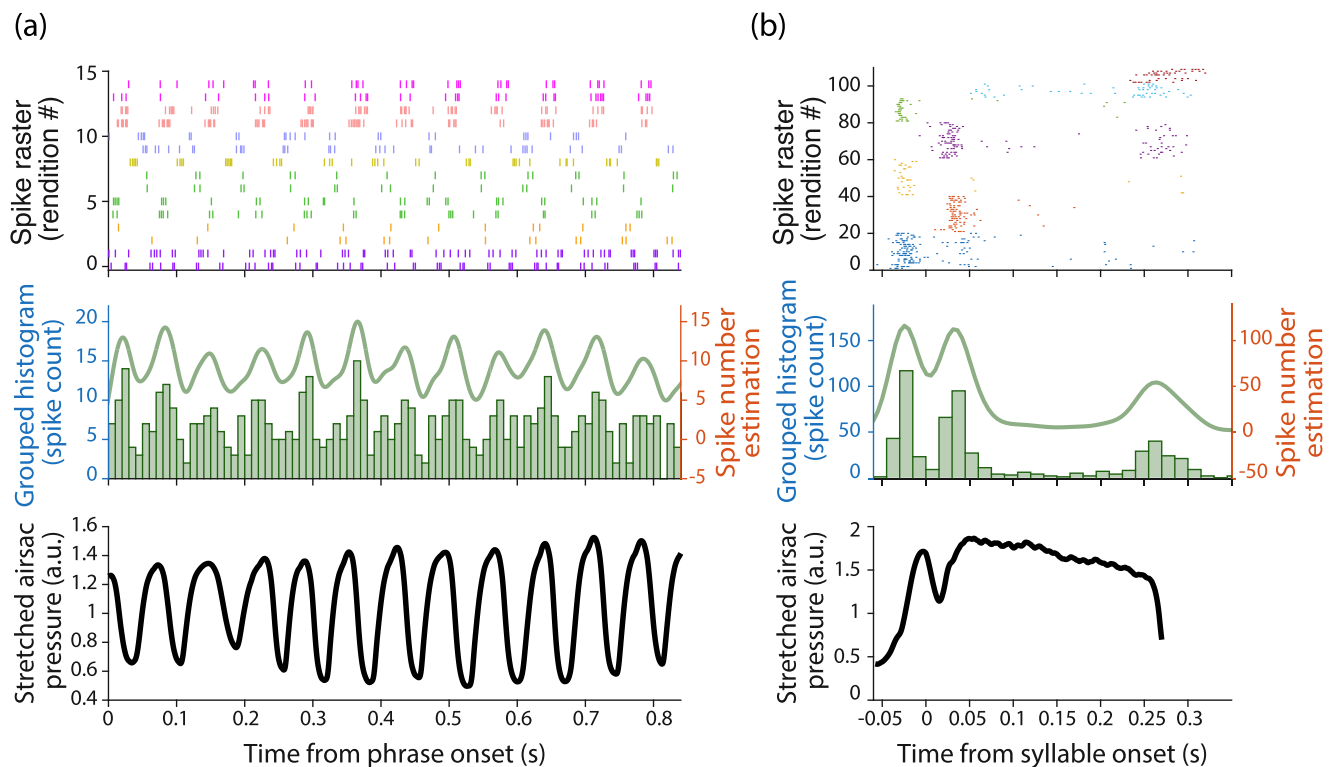 (a)
Spike raster
(rendition #)
15
10
5
0
Grouped histogram
(spike count)
20
15
10
5
0
15
10
5
0
-5
Spike number
estimation
Stretched airsac
pressure (a.u.)
1.6
1.4
1.2
1
0.8
0.6
0.4
0 0.1 0.2 0.3 0.4 0.5 0.6 0.7 0.8
Time from phrase onset (s)
(b)
Spike raster
(rendition #)
100
80
60
40
20
0
Grouped histogram
(spike count)
150
100
50
0
100
50
0
-50
Spike number
estimation
Stretched airsac
pressure (a.u.)
2
1.5
1
0.5
0
-0.05 0 0.05 0.1 0.15 0.2 0.25 0.3
Time from syllable onset (s)